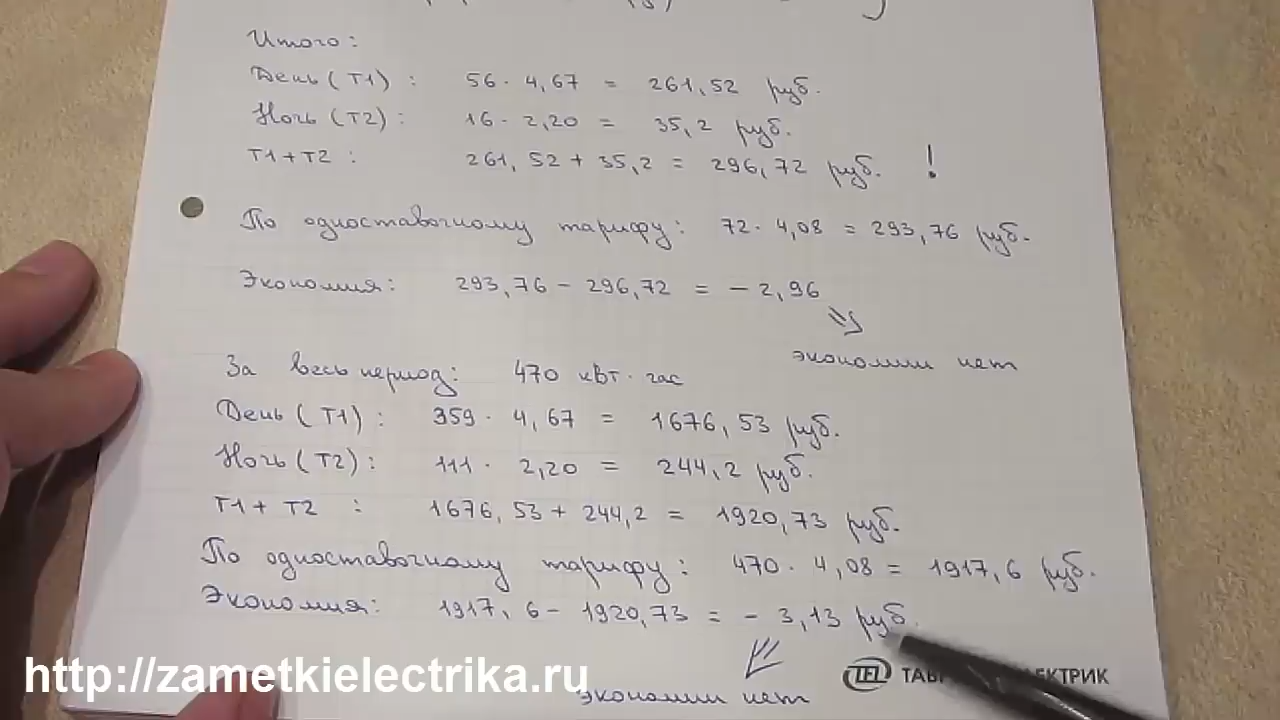 Итого:
День (Т1) : 56 · 4,67 = 261,52 руб.
Ночь (Т2) : 16 · 2,20 = 35,2 руб.
Т1+Т2 : 261,52 + 35,2 = 296,72 руб. !
По одноставочному тарифу : 72 · 4,08 = 293,76 руб.
Экономия : 293,76 - 296,72 = - 2,96
экономии нет
За весь период : 470 кВт · час
День (Т1) : 359 · 4,67 = 1676,53 руб.
Ночь (Т2) : 111 · 2,20 = 244,2 руб.
Т1 + Т2 : 1676,53 + 244,2 = 1920,73 руб.
По одноставочному тарифу : 470 · 4,08 = 1917,6 руб.
Экономия : 1917,6 - 1920,73 = - 3,13 руб.
экономии нет
http://zametkielectrika.ru